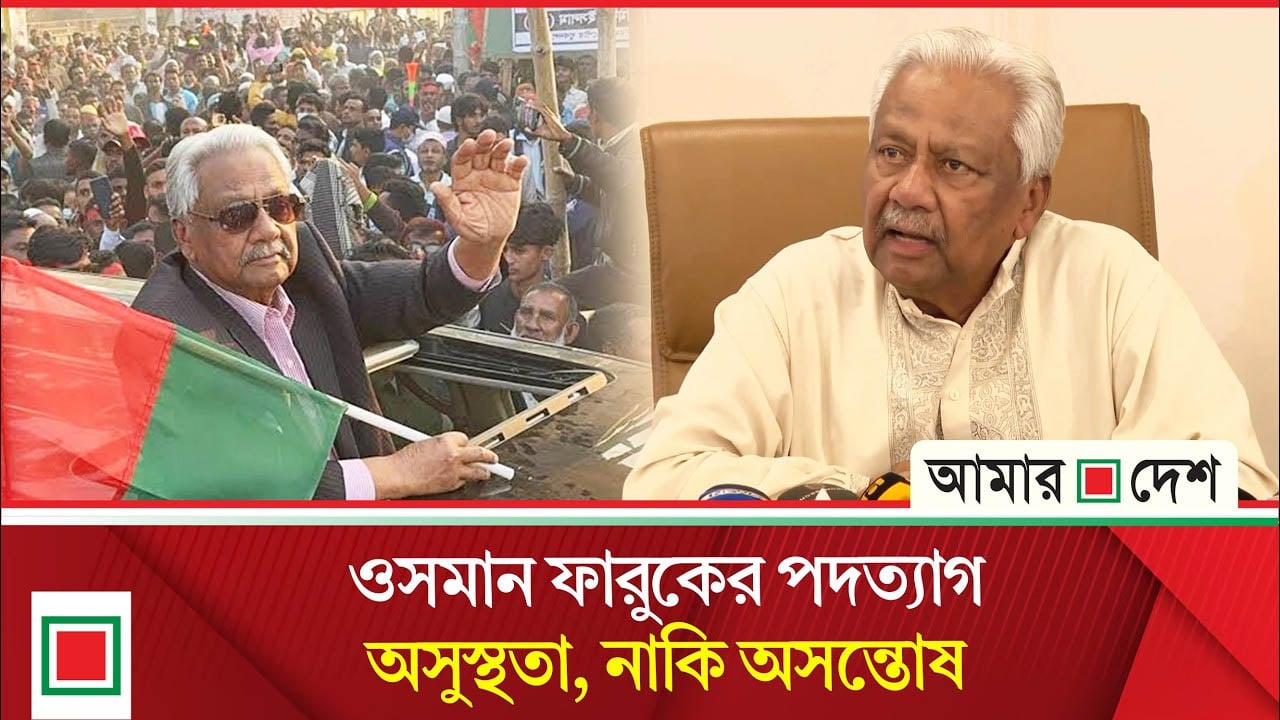 আমার দেশ
ওসমান ফারুকের পদত্যাগ
অসুস্থতা, নাকি অসন্তোষ